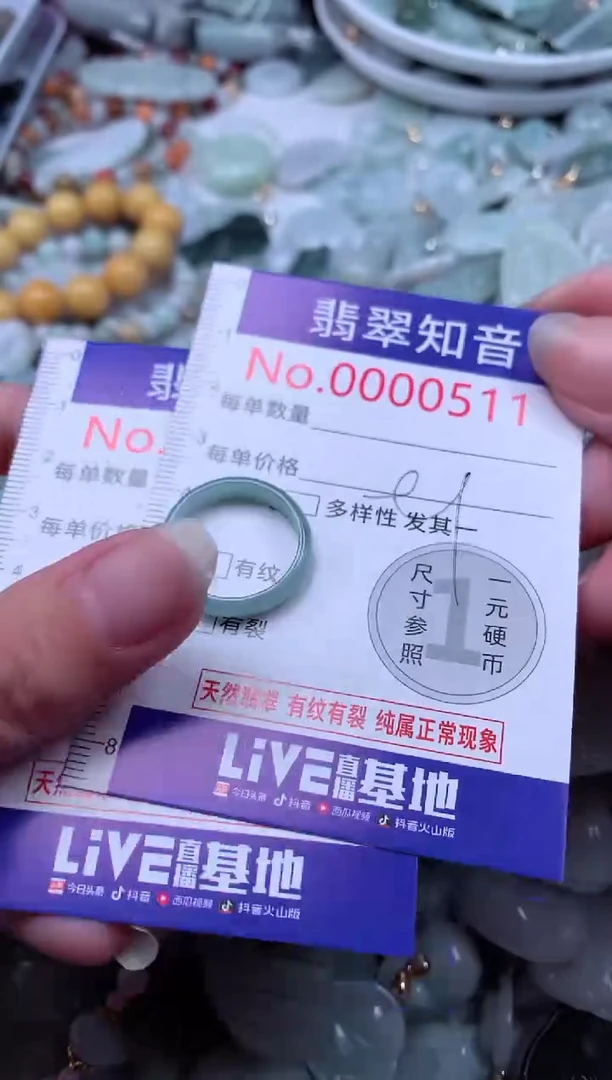 翡翠知音
No.0000511
每单数量
每单价格
多样性 发其一
有纹
有裂
尺寸参照
一元硬币
1
天然翡翠 有纹有裂 纯属正常现象
LiVE直播基地
今日头条 抖音 西瓜视频 抖音火山版
No.
每单数量
每单价格
天然
LiVE直播基地
今日头条 抖音 西瓜视频 抖音火山版